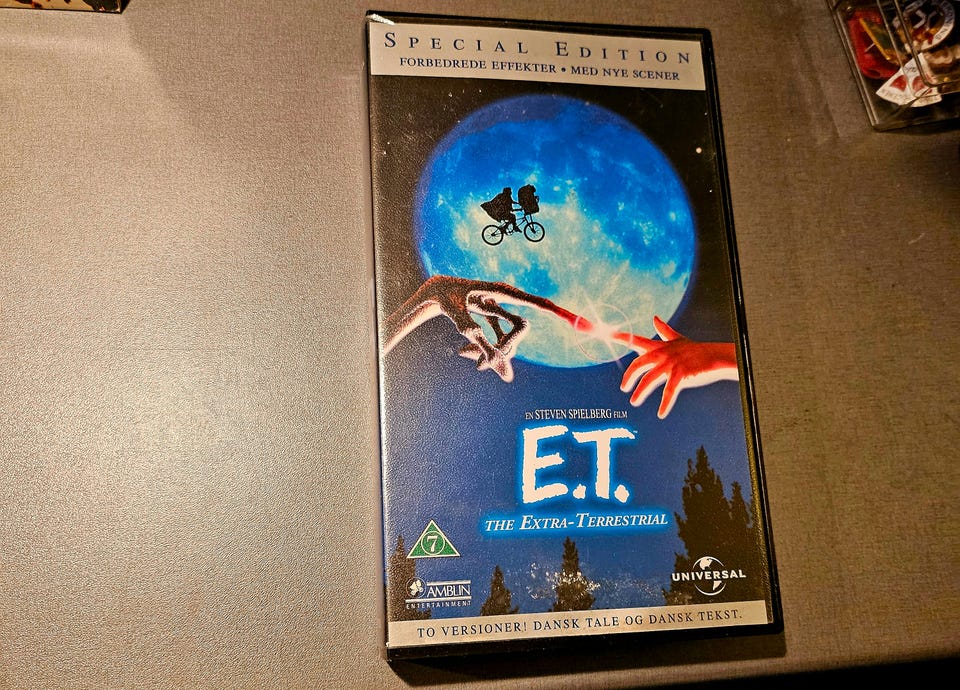 SPECIAL EDITION
FORBEDREDE EFFEKTER • MED NYE SCENER
EN STEVEN SPIELBERG FILM
E.T.™
THE EXTRA-TERRESTRIAL
7
AMBLIN
ENTERTAINMENT
UNIVERSAL
TO VERSIONER! DANSK TALE OG DANSK TEKST.